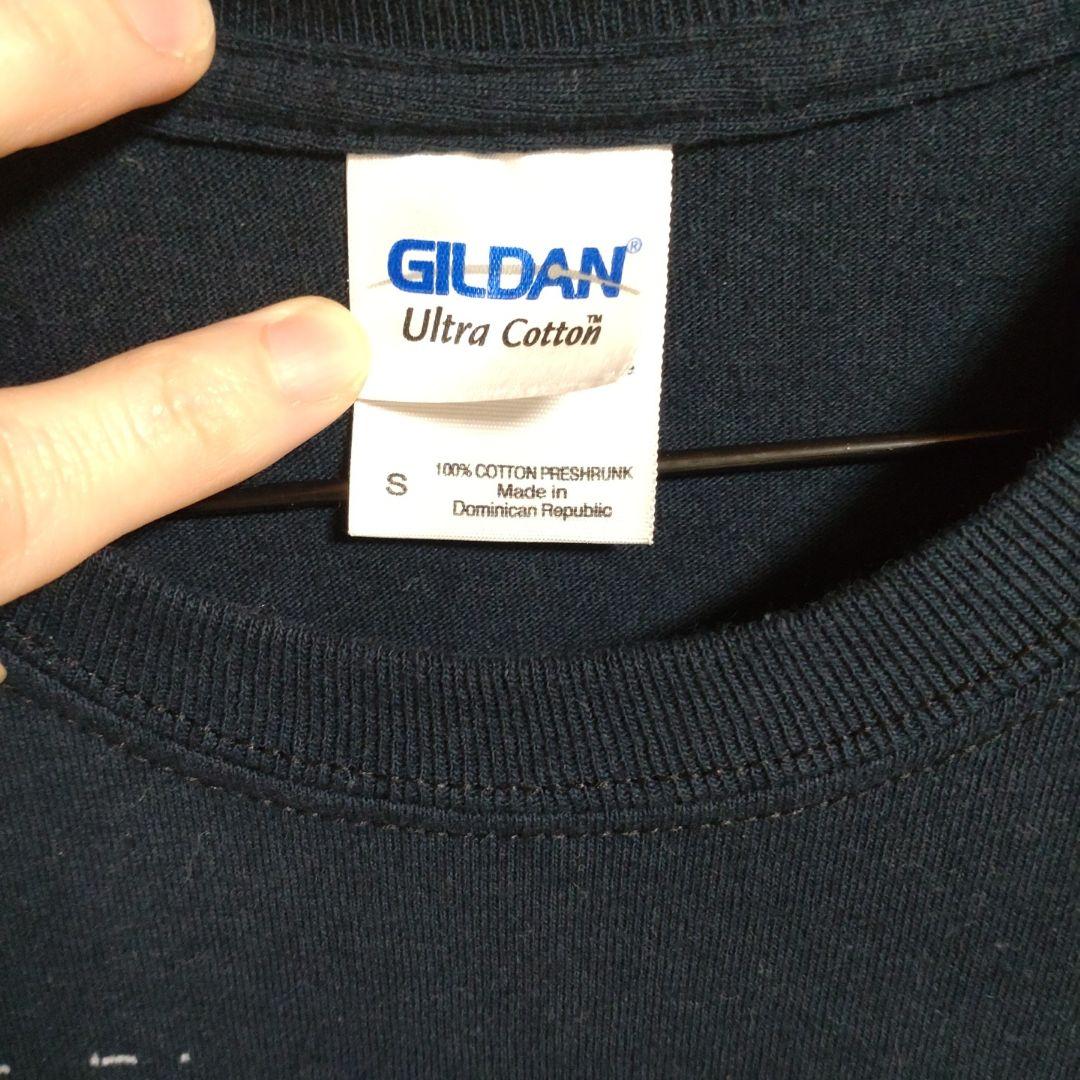 GILDAN®
Ultra Cotton™
S
100% COTTON PRESHRUNK
Made in
Dominican Republic